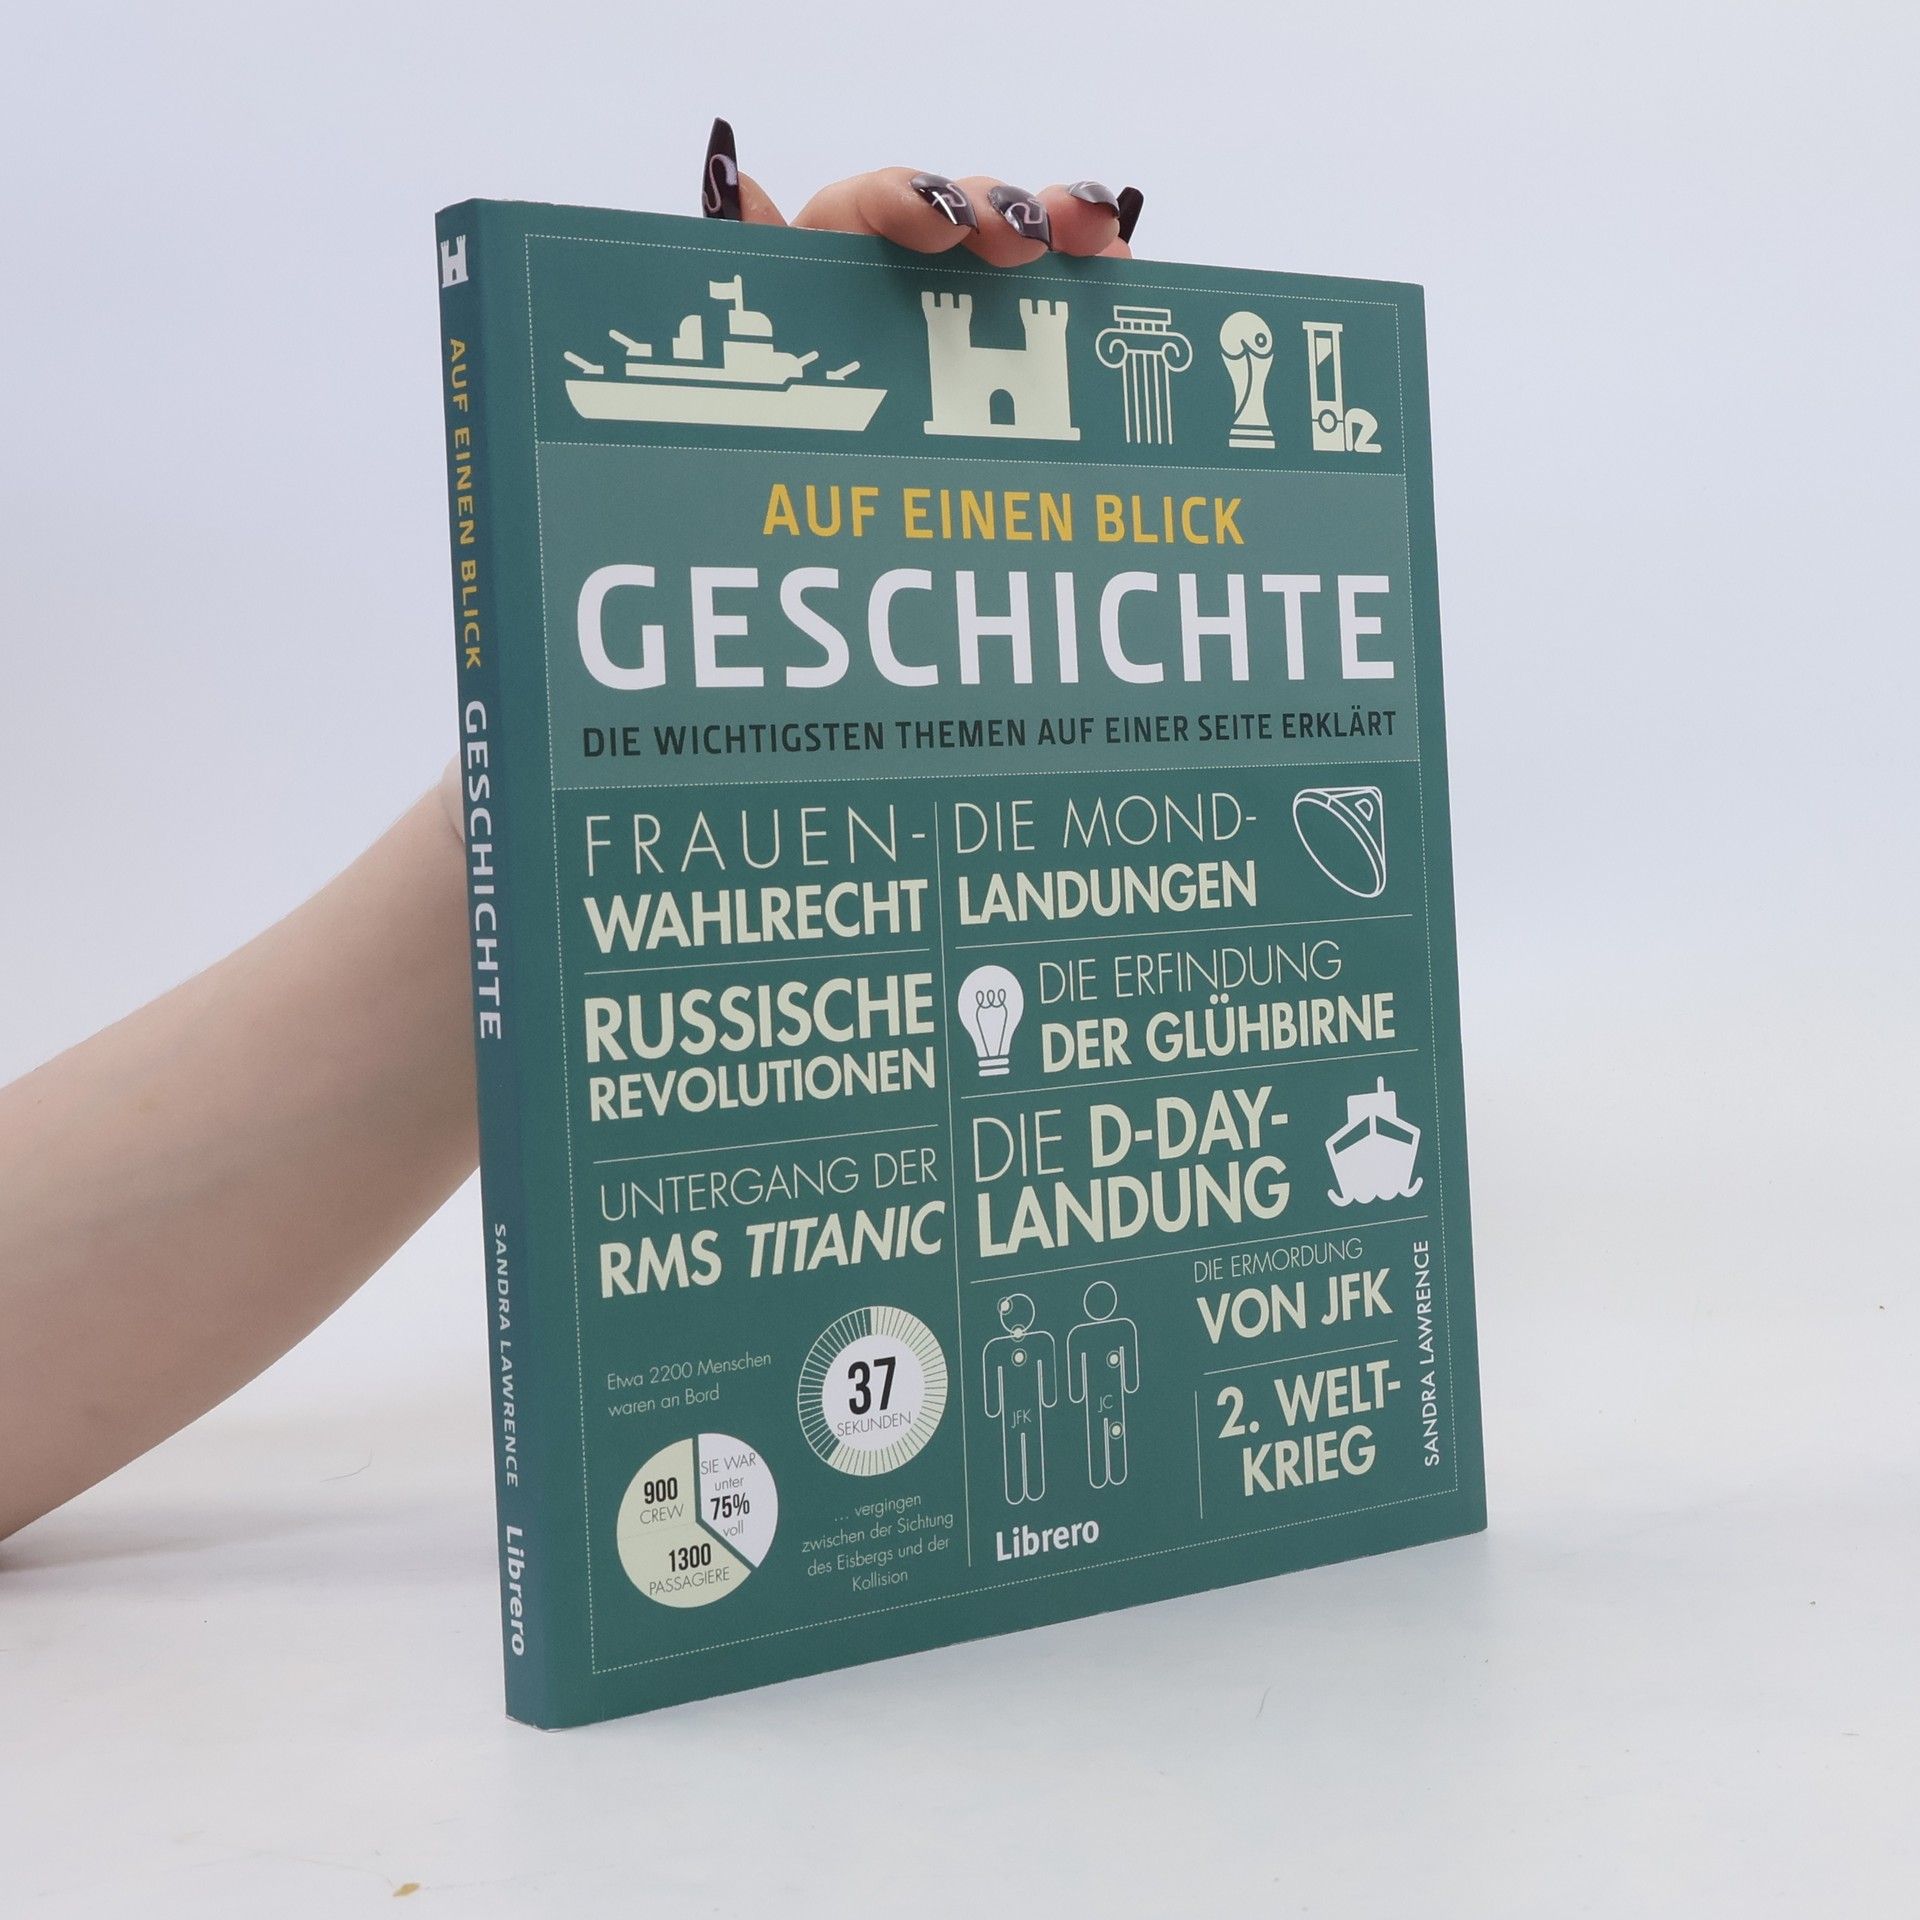 AUF EINEN BLICK GESCHICHTE SANDRA LAWRENCE Librero
AUF EINEN BLICK
GESCHICHTE
DIE WICHTIGSTEN THEMEN AUF EINER SEITE ERKLÄRT
FRAUEN-
WAHLRECHT
RUSSISCHE
REVOLUTIONEN
UNTERGANG DER
RMS TITANIC
Etwa 2200 Menschen
waren an Bord
900
CREW
SIE WAR
unter
75%
voll
1300
PASSAGIERE
37
SEKUNDEN
... vergingen
zwischen der Sichtung
des Eisbergs und der
Kollision
DIE MOND-
LANDUNGEN
DIE ERFINDUNG
DER GLÜHBIRNE
DIE D-DAY-
LANDUNG
JFK
JC
DIE ERMORDUNG
VON JFK
2. WELT-
KRIEG
Librero
SANDRA LAWRENCE